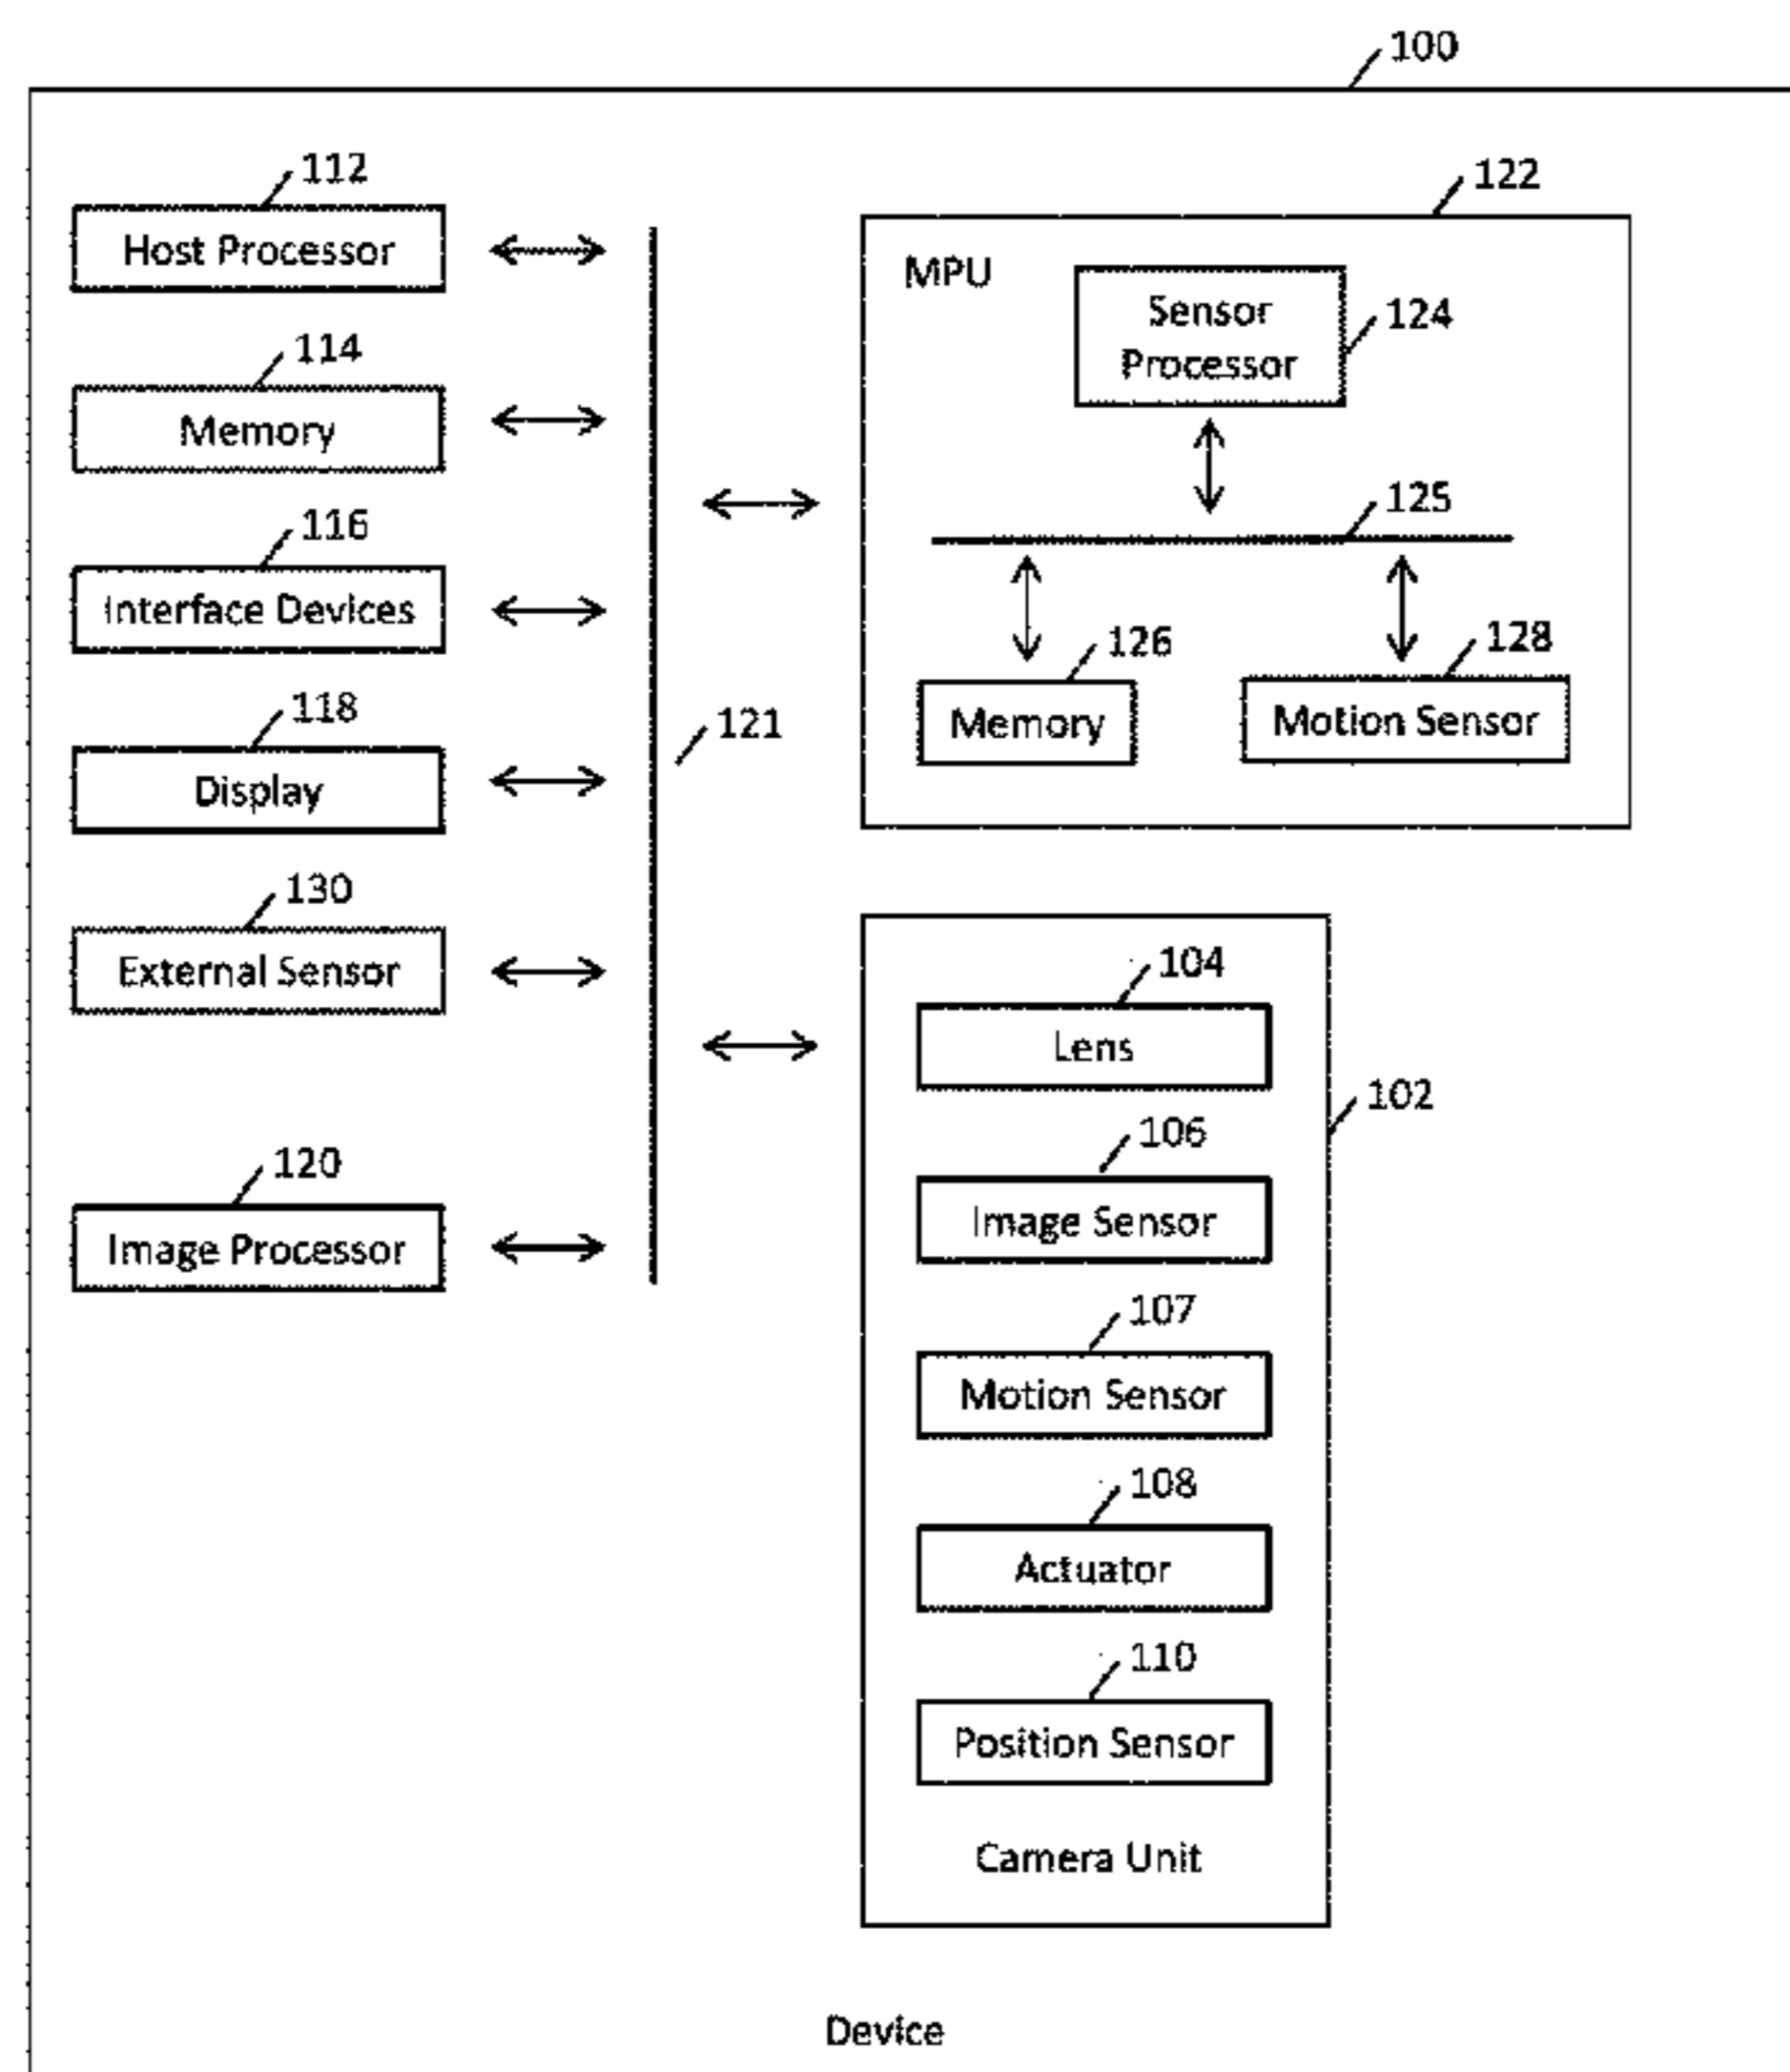 100
112
Host Processor
114
Memory
116
Interface Devices
118
Display
130
External Sensor
120
Image Processor
121
122
MPU
Sensor
Processor
124
125
126
Memory
128
Motion Sensor
104
Lens
102
106
Image Sensor
107
Motion Sensor
108
Actuator
110
Position Sensor
Camera Unit
Device